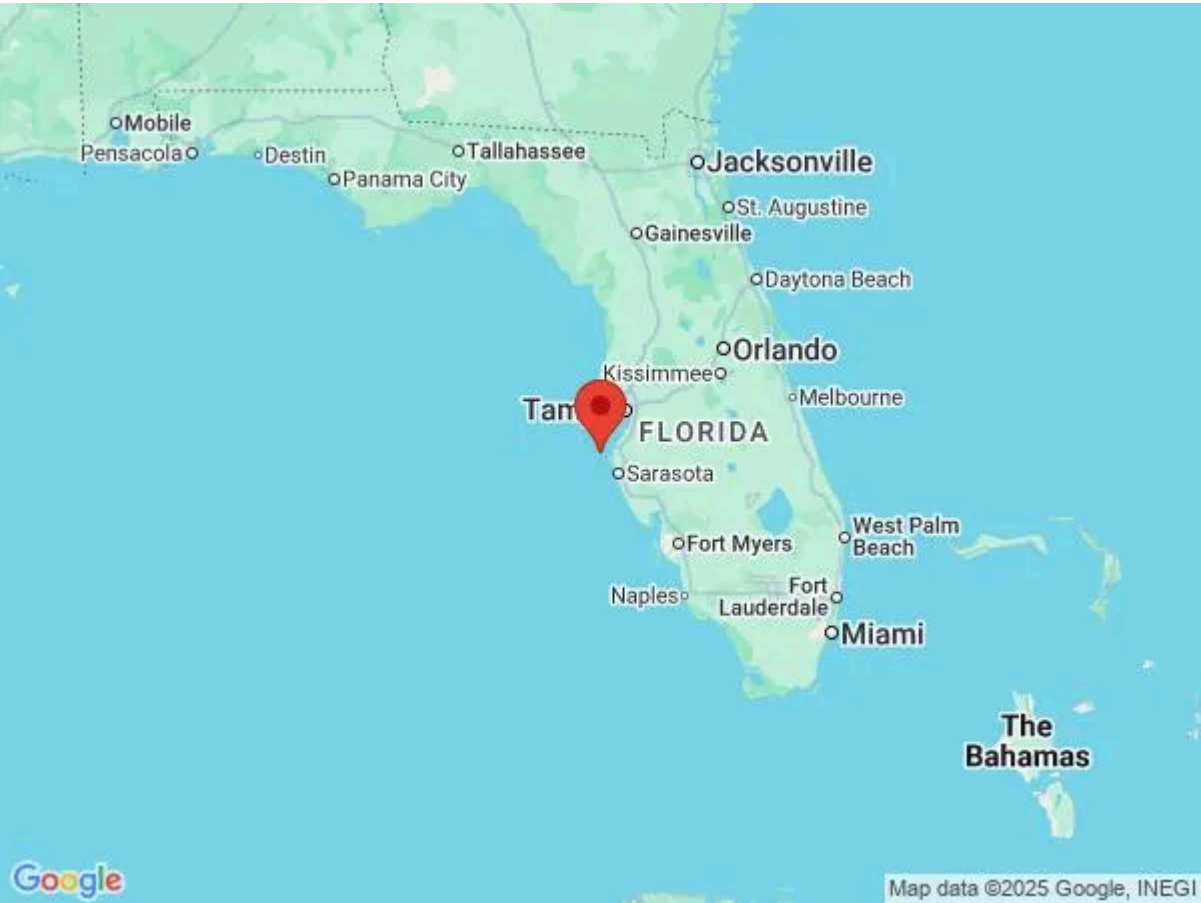 Mobile
Pensacola
Destin
Tallahassee
Panama City
Jacksonville
St. Augustine
Gainesville
Daytona Beach
Orlando
Kissimmee
Melbourne
Tam
FLORIDA
Sarasota
West Palm
Beach
Fort Myers
Naples
Fort
Lauderdale
Miami
The
Bahamas
Google
Map data ©2025 Google, INEGI